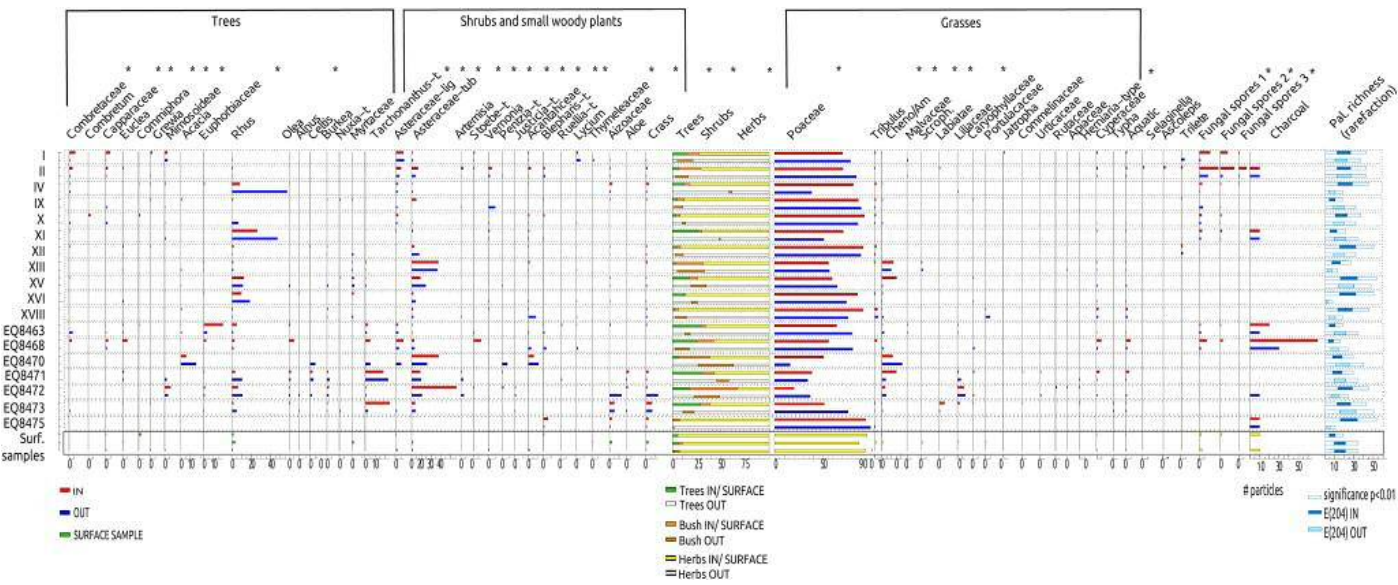 Trees
Shrubs and small woody plants
Grasses
Combretaceae
Combretum
Capparaceae
Euclea
Commiphora
Grewia
Mimosoideae
Acacia
Euphorbiaceae
Rhus
Olea
Celtis
Burkea
Nuxia-t
Myrtaceae
Tarchonanthus-t
Asteraceae-lig
Asteraceae-tub
Artemisia
Stoebe-t
Vernonia
Pentzia-t
Justicia-t
Acanthaceae
Blepharis-t
Ruellia-t
Lycium
Thymeleaceae
Aizoaceae
Aloe
Crass
Trees
Shrubs
Herbs
Poaceae
Tribulus
Cheno/Am
Malvaceae
Scroph.
Labiatae
Liliaceae
Caryophyllaceae
Portulacaceae
Jatropha
Commelinaceae
Urticaceae
Rutaceae
Apiaceae
Herniaria-type
Cyperaceae
Typha
Aquatic
Selaginella
Ascolepis
Trilete
Fungal spores 1
Fungal spores 2
Fungal spores 3
Charcoal
Pal. richness
(rarefaction)
I
II
IV
IX
X
XI
XII
XIII
XV
XVI
XVIII
EQ8463
EQ8468
EQ8470
EQ8471
EQ8472
EQ8473
EQ8475
Surf.
samples
# particles
IN
OUT
SURFACE SAMPLE
Trees IN/ SURFACE
Trees OUT
Bush IN/ SURFACE
Bush OUT
Herbs IN/ SURFACE
Herbs OUT
significance p<0.01
E(204) IN
E(204) OUT